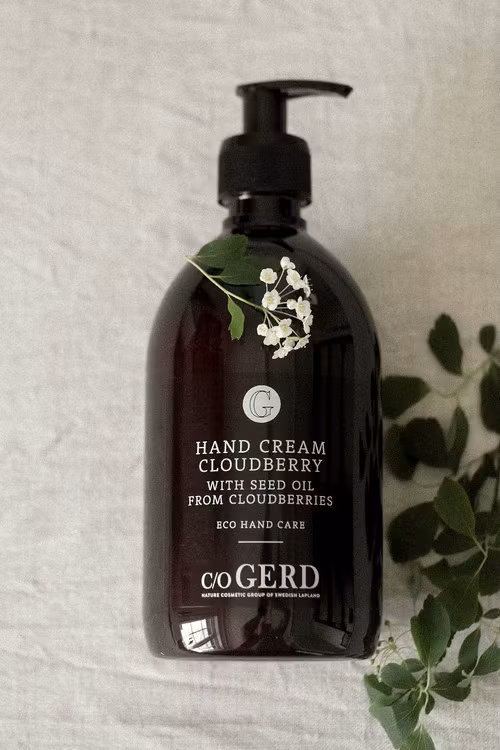 G
HAND CREAM
CLOUDBERRY
WITH SEED OIL
FROM CLOUDBERRIES
ECO HAND CARE
C/O GERD
NATURE COSMETIC GROUP OF SWEDISH LAPLAND